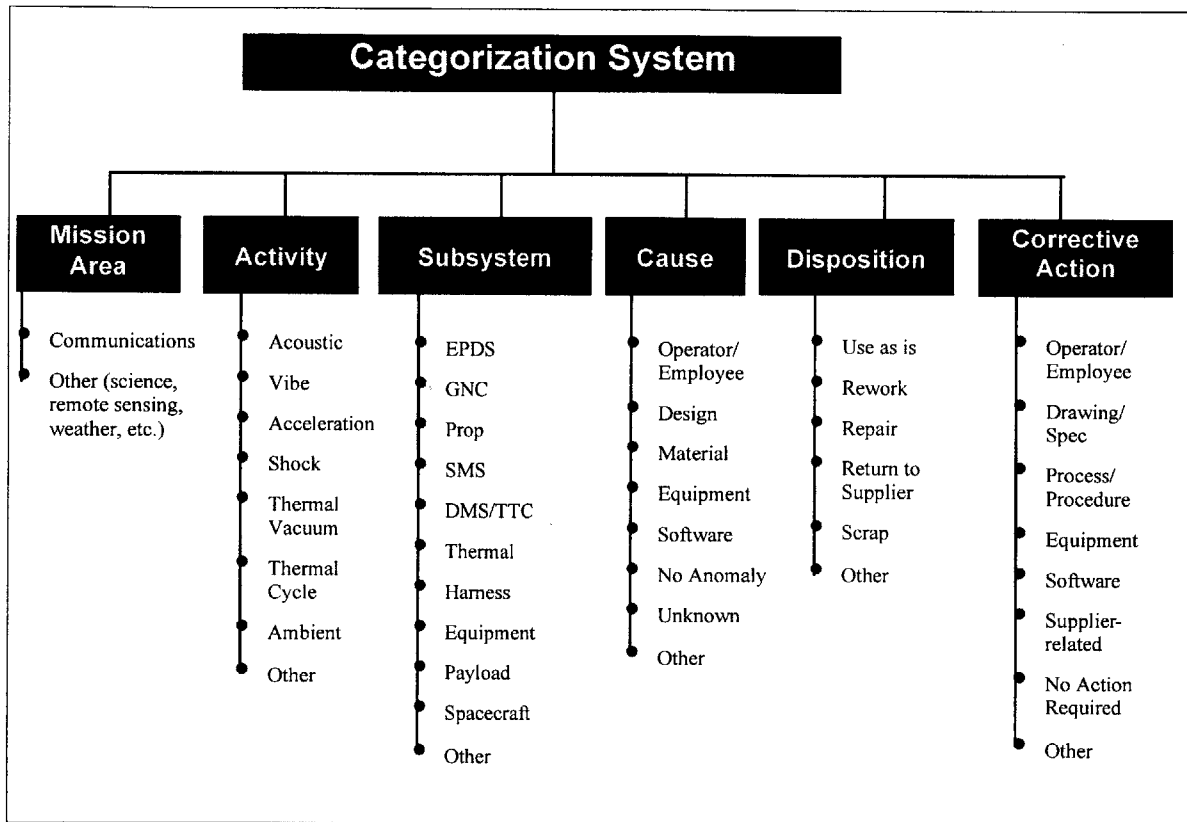 Categorization System
Mission
Area
Activity
Subsystem
Cause
Disposition
Corrective
Action
Communications
Other (science,
remote sensing,
weather, etc.)
Acoustic
Vibe
Acceleration
Shock
Thermal
Vacuum
Thermal
Cycle
Ambient
Other
EPDS
GNC
Prop
SMS
DMS/TTC
Thermal
Harness
Equipment
Payload
Spacecraft
Other
Operator/
Employee
Design
Material
Equipment
Software
No Anomaly
Unknown
Other
Use as is
Rework
Repair
Return to
Supplier
Scrap
Other
Operator/
Employee
Drawing/
Spec
Process/
Procedure
Equipment
Software
Supplier-
related
No Action
Required
Other